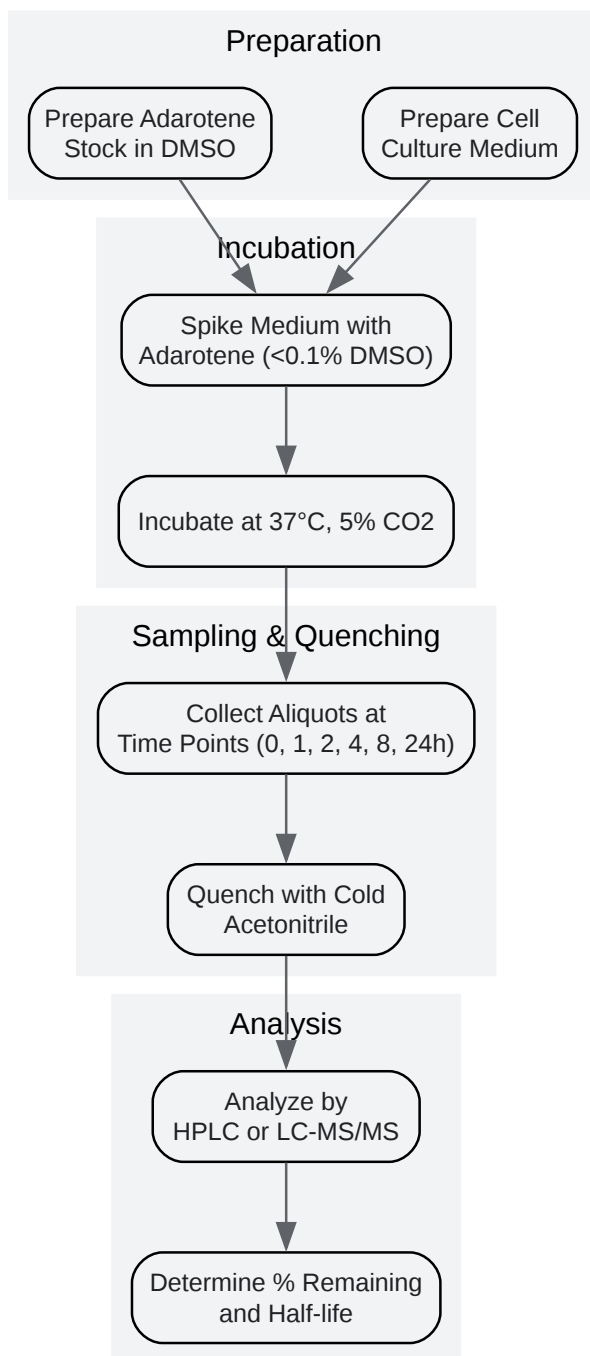 Preparation
Prepare Adarotene
Stock in DMSO
Prepare Cell
Culture Medium
Incubation
Spike Medium with
Adarotene (<0.1% DMSO)
Incubate at 37°C, 5% CO2
Sampling & Quenching
Collect Aliquots at
Time Points (0, 1, 2, 4, 8, 24h)
Quench with Cold
Acetonitrile
Analysis
Analyze by
HPLC or LC-MS/MS
Determine % Remaining
and Half-life